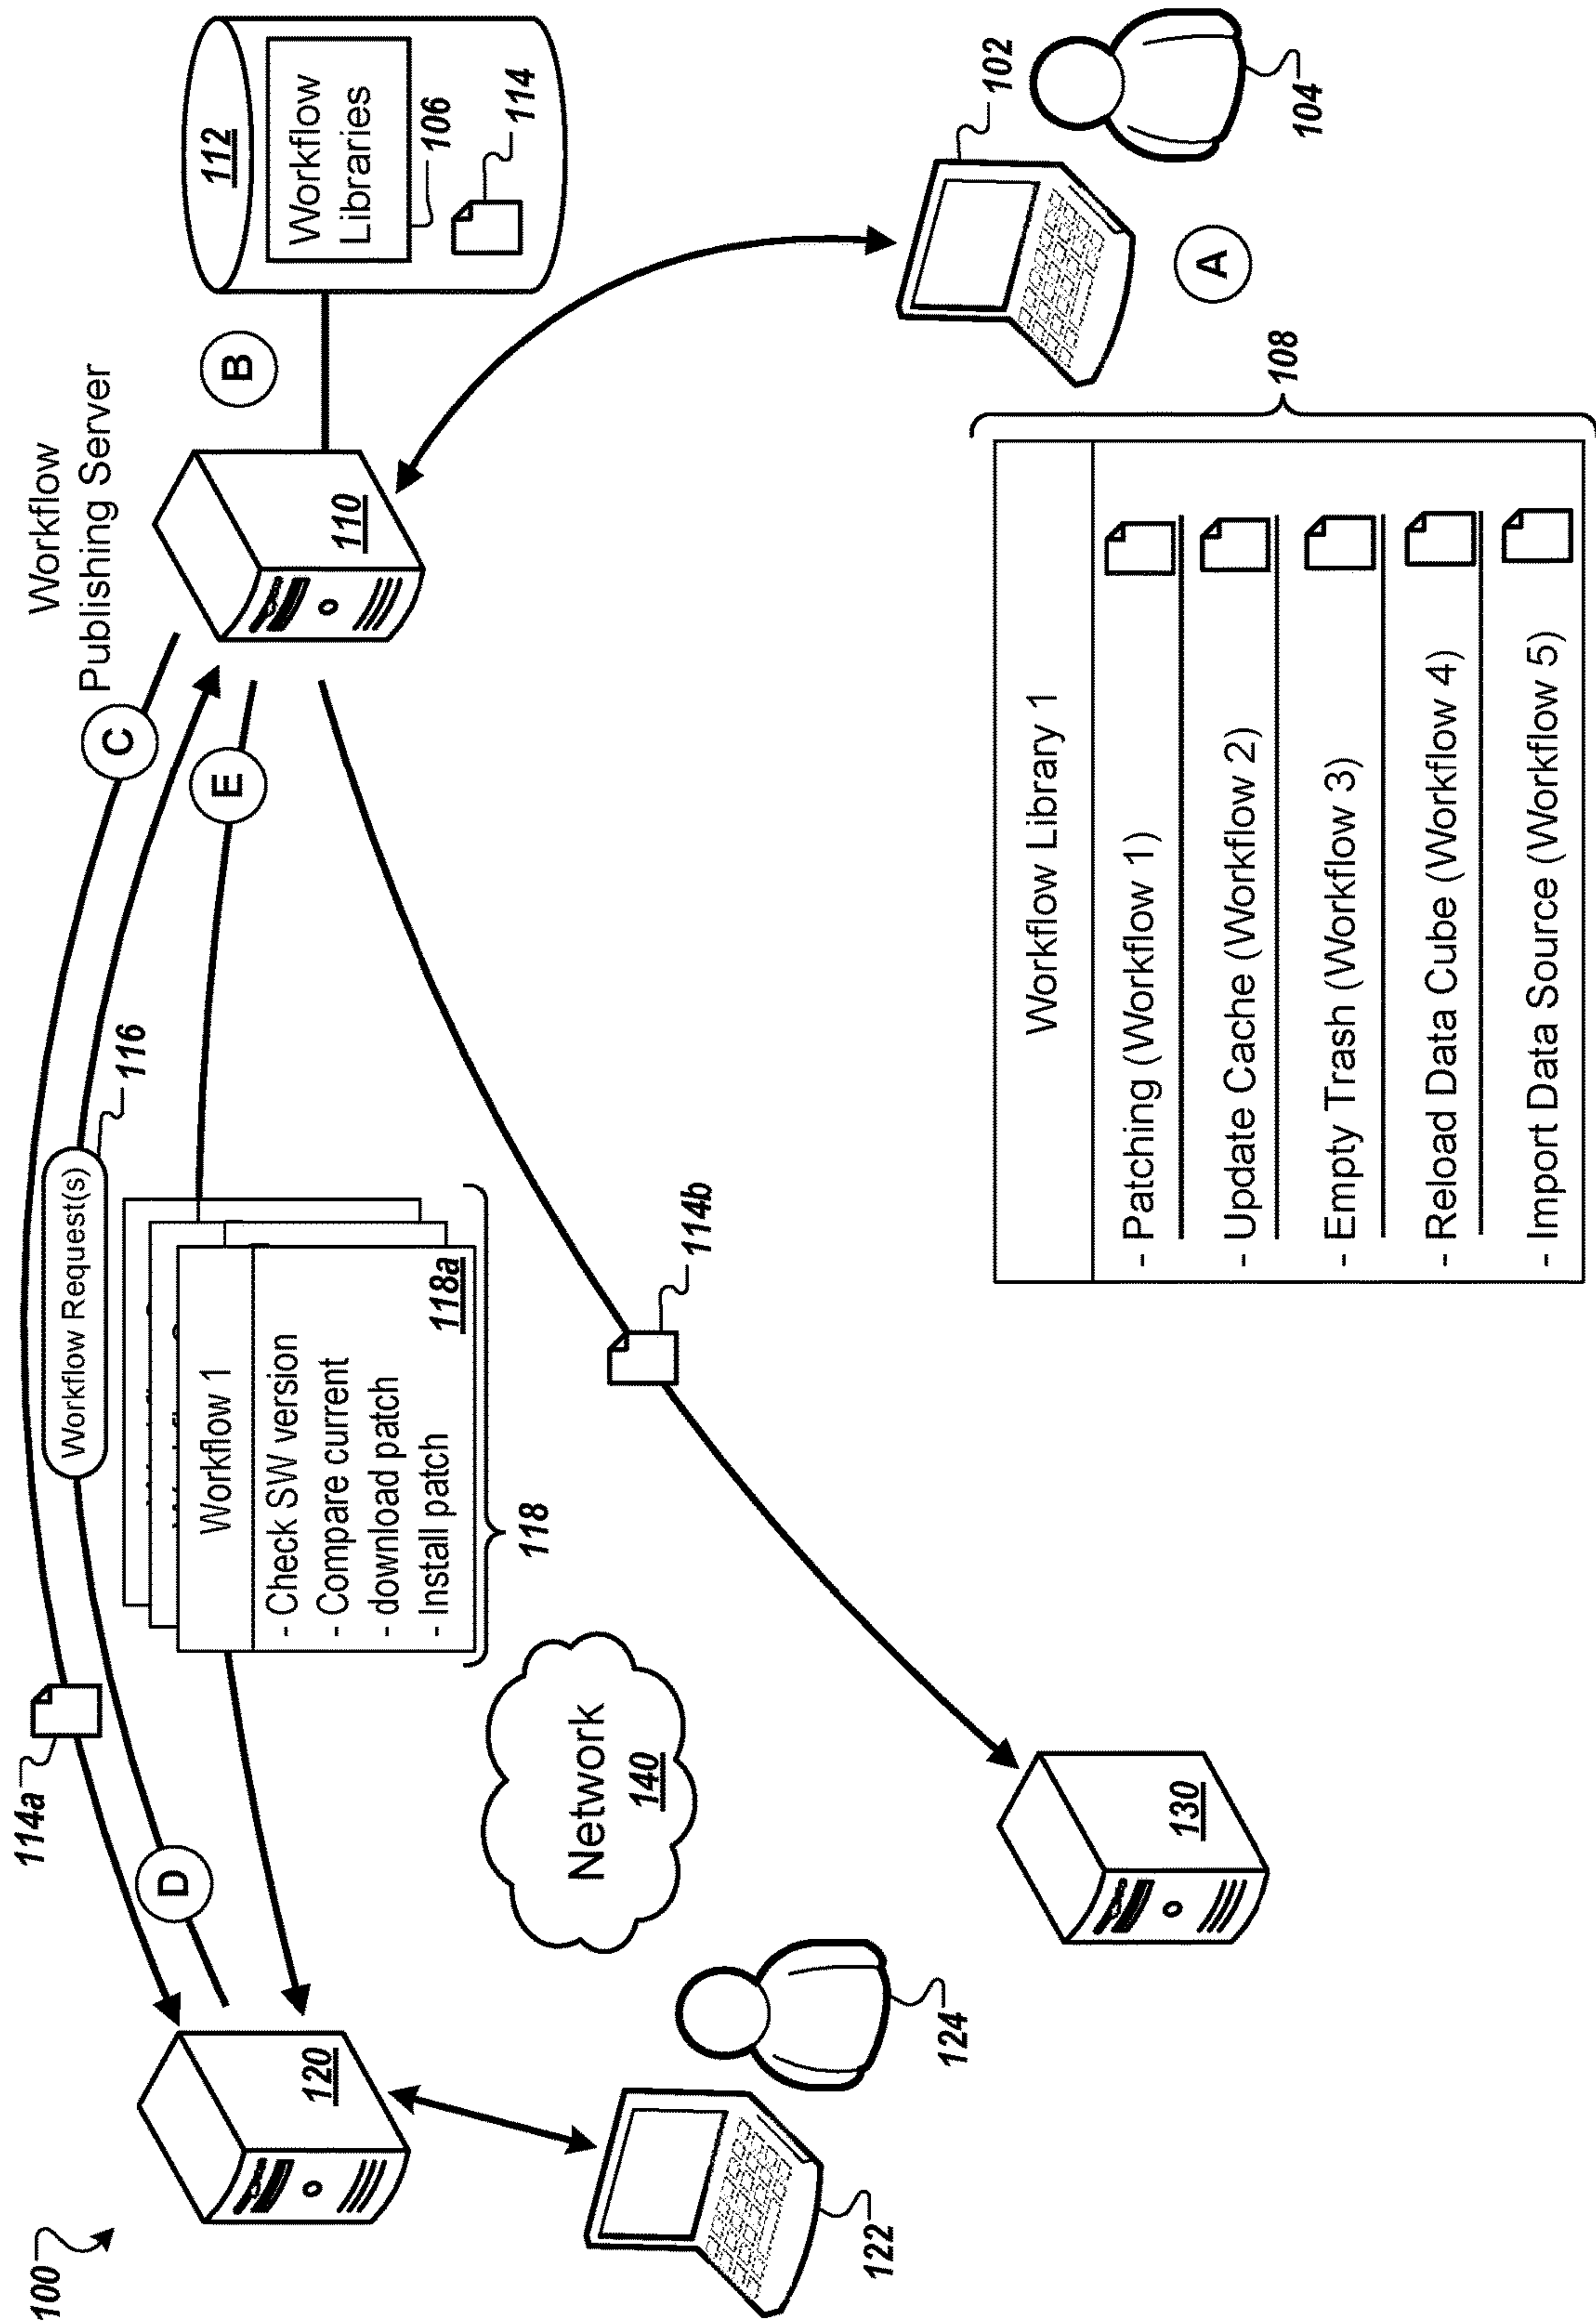 100
114a
D
120
122
124
Network
140
130
Workflow Request(s)
116
Workflow 1
- Check SW version
- Compare current
- download patch
- Install patch
118a
118
114b
C
E
Workflow
Publishing Server
110
B
112
Workflow
Libraries
106
114
102
104
A
108
Workflow Library 1
- Patching (Workflow 1)
- Update Cache (Workflow 2)
- Empty Trash (Workflow 3)
- Reload Data Cube (Workflow 4)
- Import Data Source (Workflow 5)